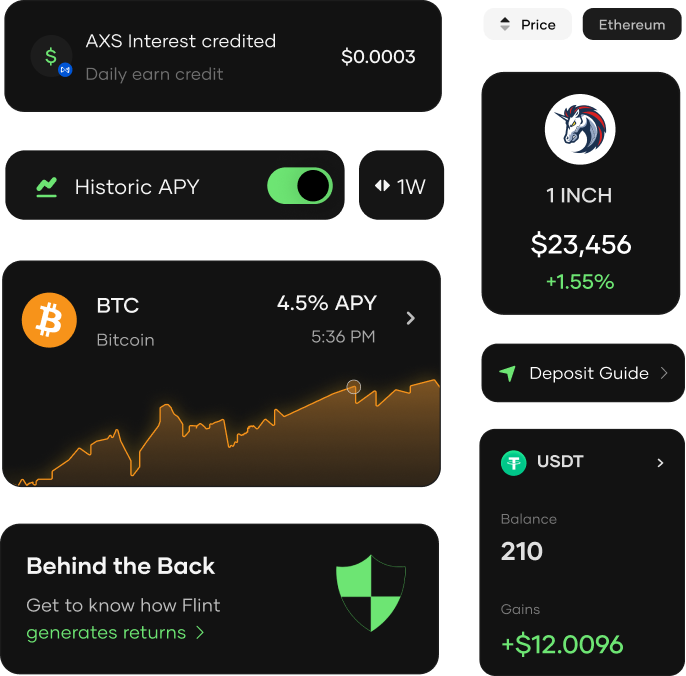 AXS Interest credited
$0.0003
Daily earn credit
Historic APY
1W
BTC
4.5% APY
Bitcoin
5:36 PM
Behind the Back
Get to know how Flint
generates returns
Price
Ethereum
1 INCH
$23,456
+1.55%
Deposit Guide
USDT
Balance
210
Gains
+$12.0096